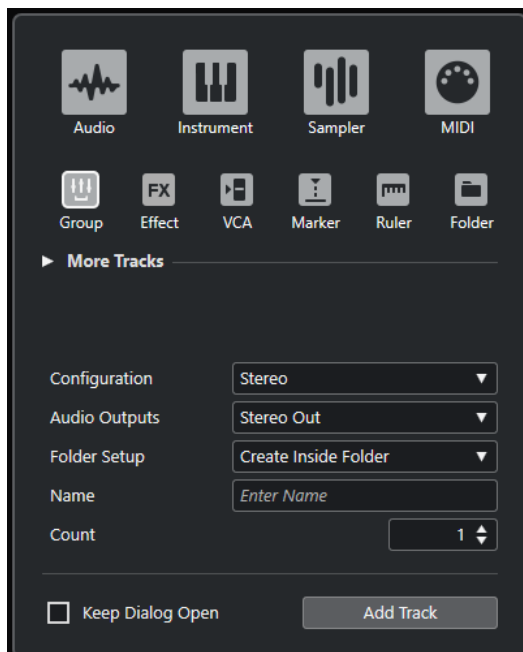 Audio Instrument Sampler MIDI
FX
Group Effect VCA Marker Ruler Folder
More Tracks
Configuration Stereo
Audio Outputs Stereo Out
Folder Setup Create Inside Folder
Name Enter Name
Count 1
Keep Dialog Open Add Track